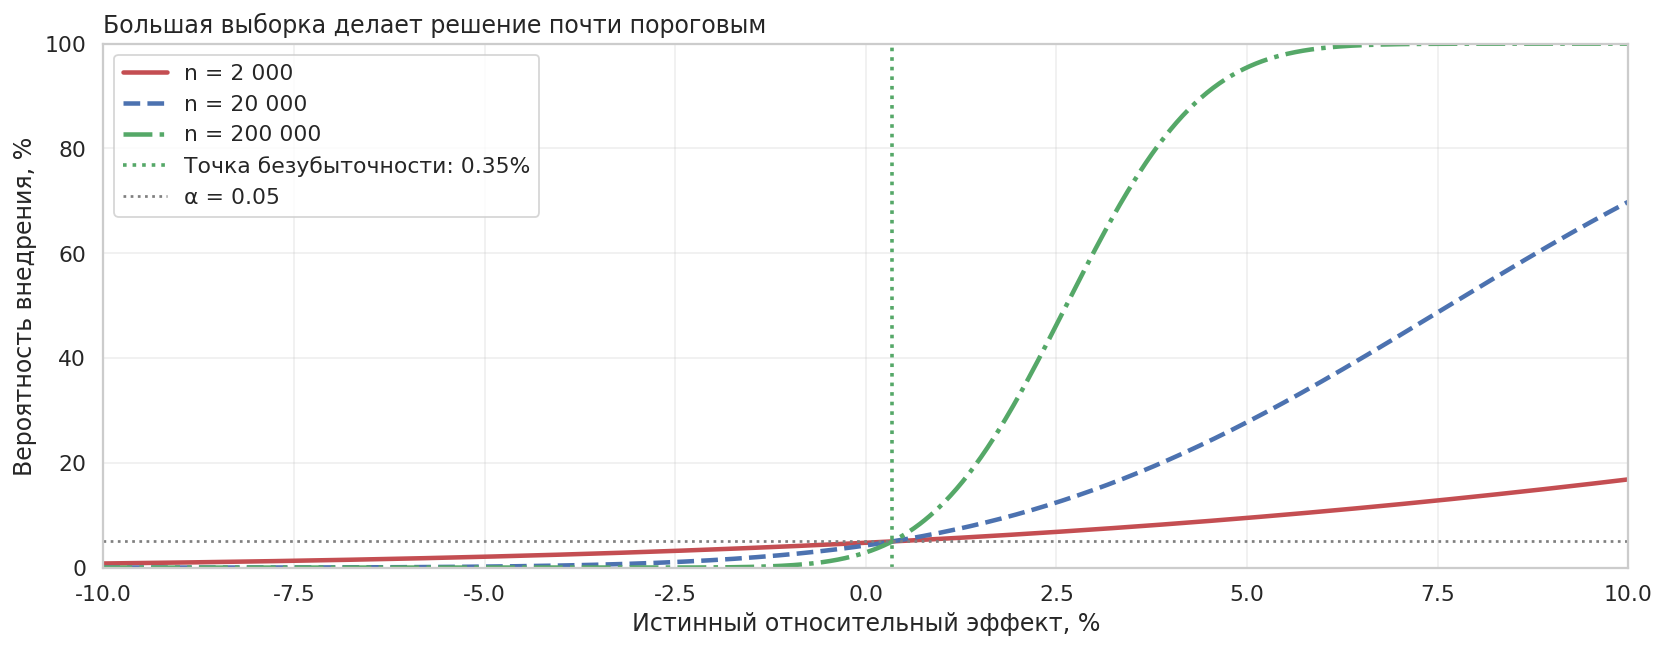 Большая выборка делает решение почти пороговым
Вероятность внедрения, %
100
80
60
40
20
0
n = 2 000
n = 20 000
n = 200 000
Точка безубыточности: 0.35%
α = 0.05
-10.0 -7.5 -5.0 -2.5 0.0 2.5 5.0 7.5 10.0
Истинный относительный эффект, %